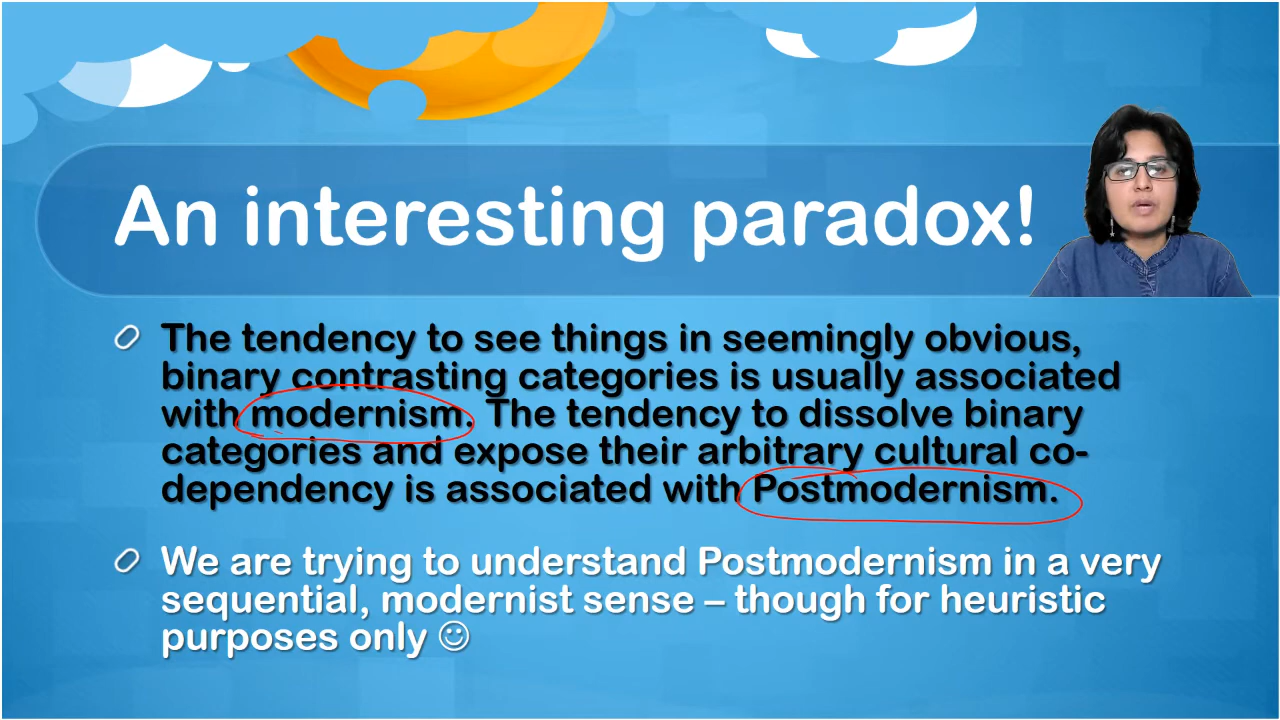 An interesting paradox!
The tendency to see things in seemingly obvious,
binary contrasting categories is usually associated
with modernism. The tendency to dissolve binary
categories and expose their arbitrary cultural co-
dependency is associated with Postmodernism.
We are trying to understand Postmodernism in a very
sequential, modernist sense – though for heuristic
purposes only ☺